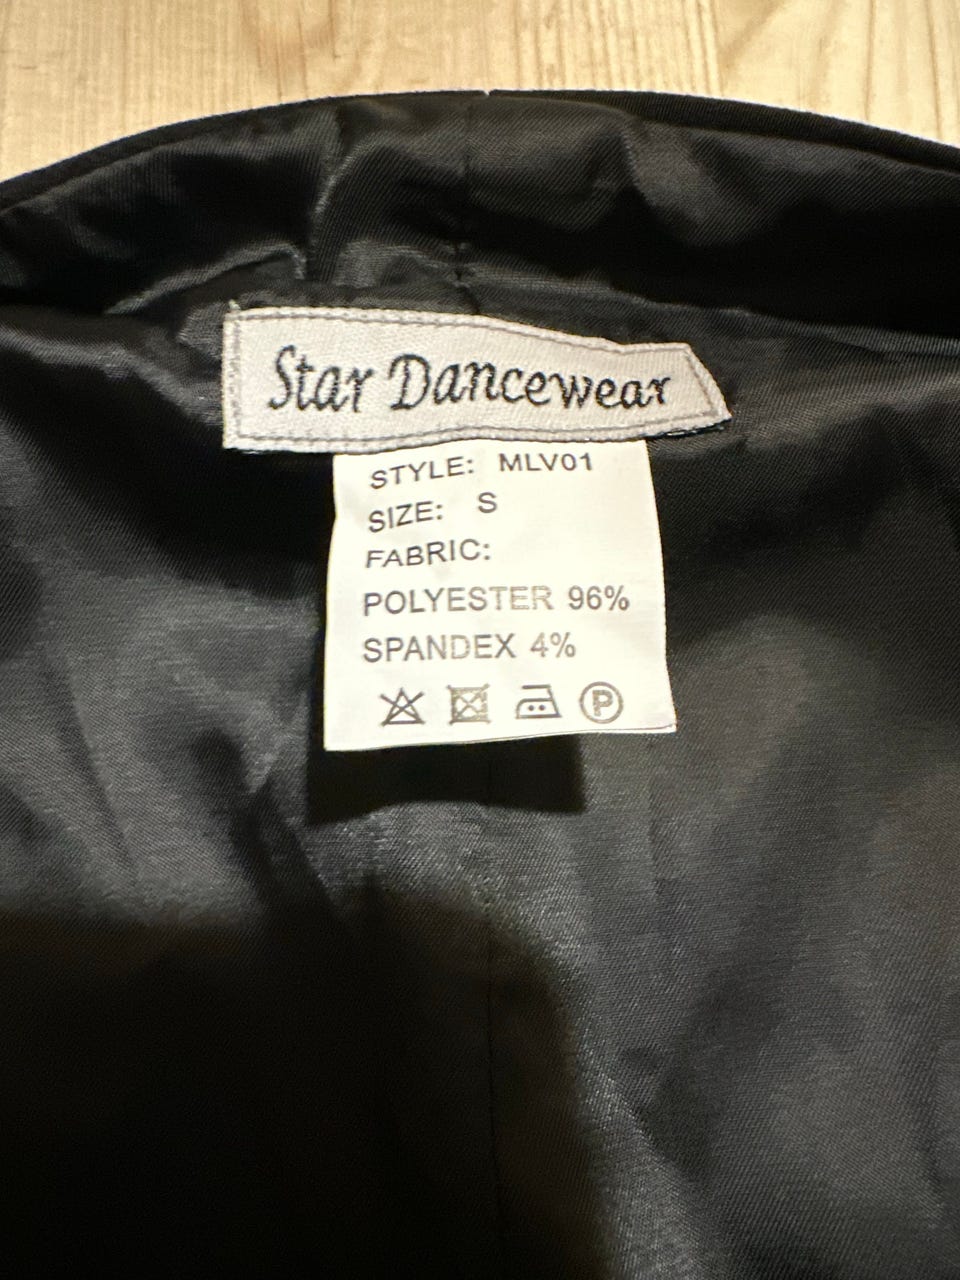 Star Dancewear
STYLE: MLV01
SIZE: S
FABRIC:
POLYESTER 96%
SPANDEX 4%
P